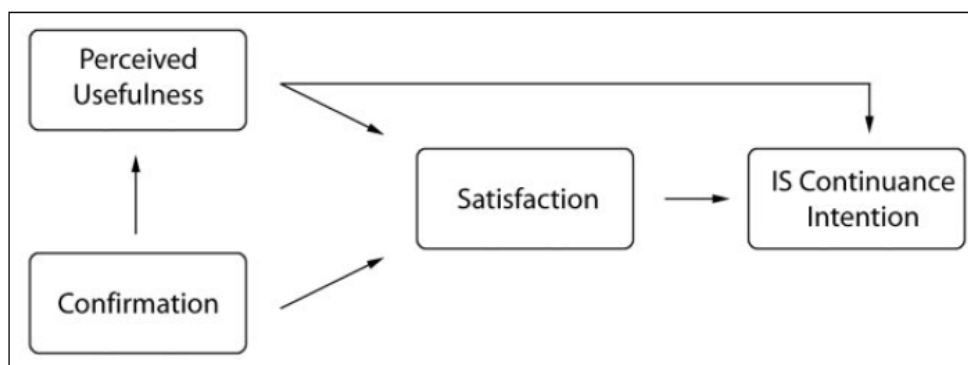 Perceived
Usefulness
Satisfaction
IS Continuance
Intention
Confirmation